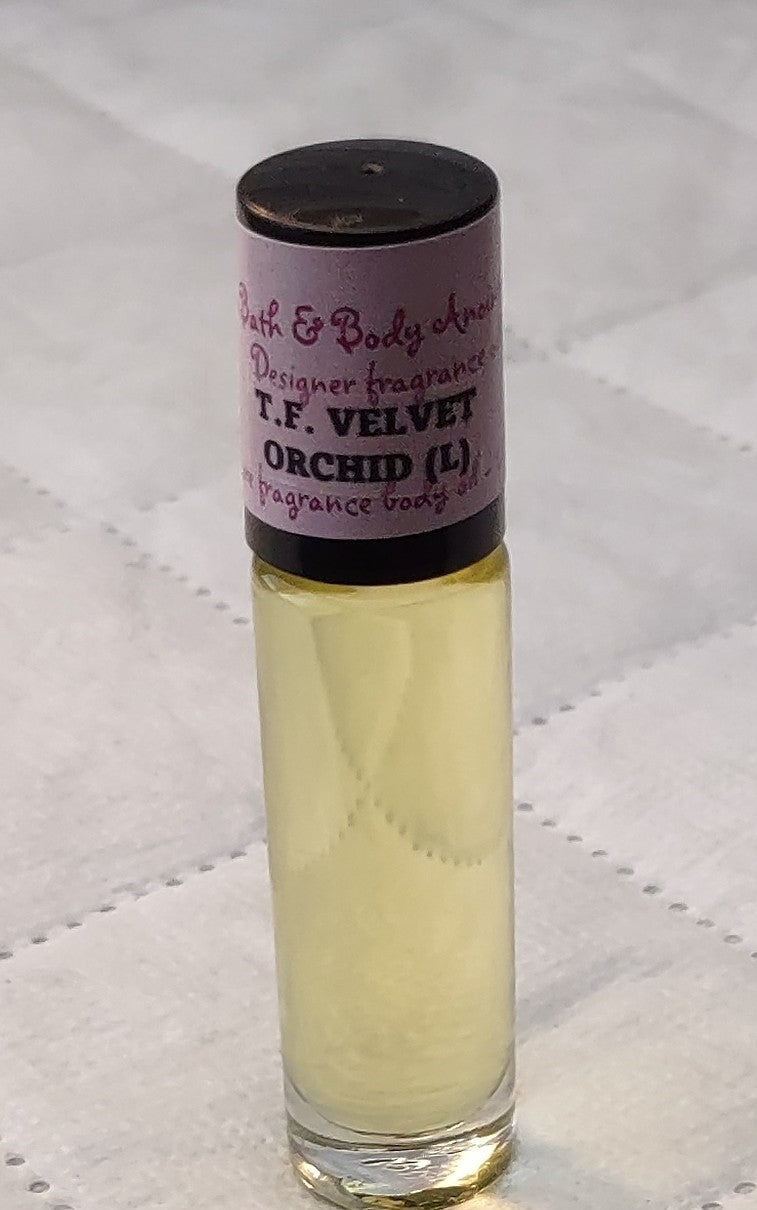 Bath & Body
Designer fragrance
T.F. VELVET
ORCHID (L)
fragrance body oil